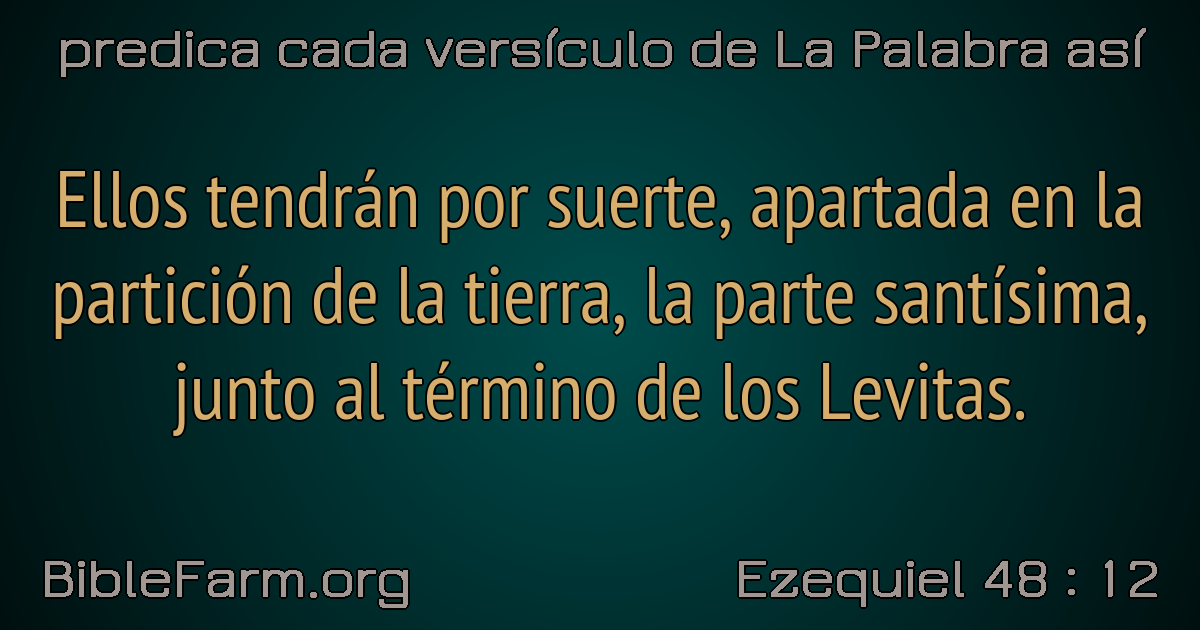 predica cada versículo de La Palabra así
Ellos tendrán por suerte, apartada en la
partición de la tierra, la parte santísima,
junto al término de los Levitas.
BibleFarm.org
Ezequiel 48 : 12